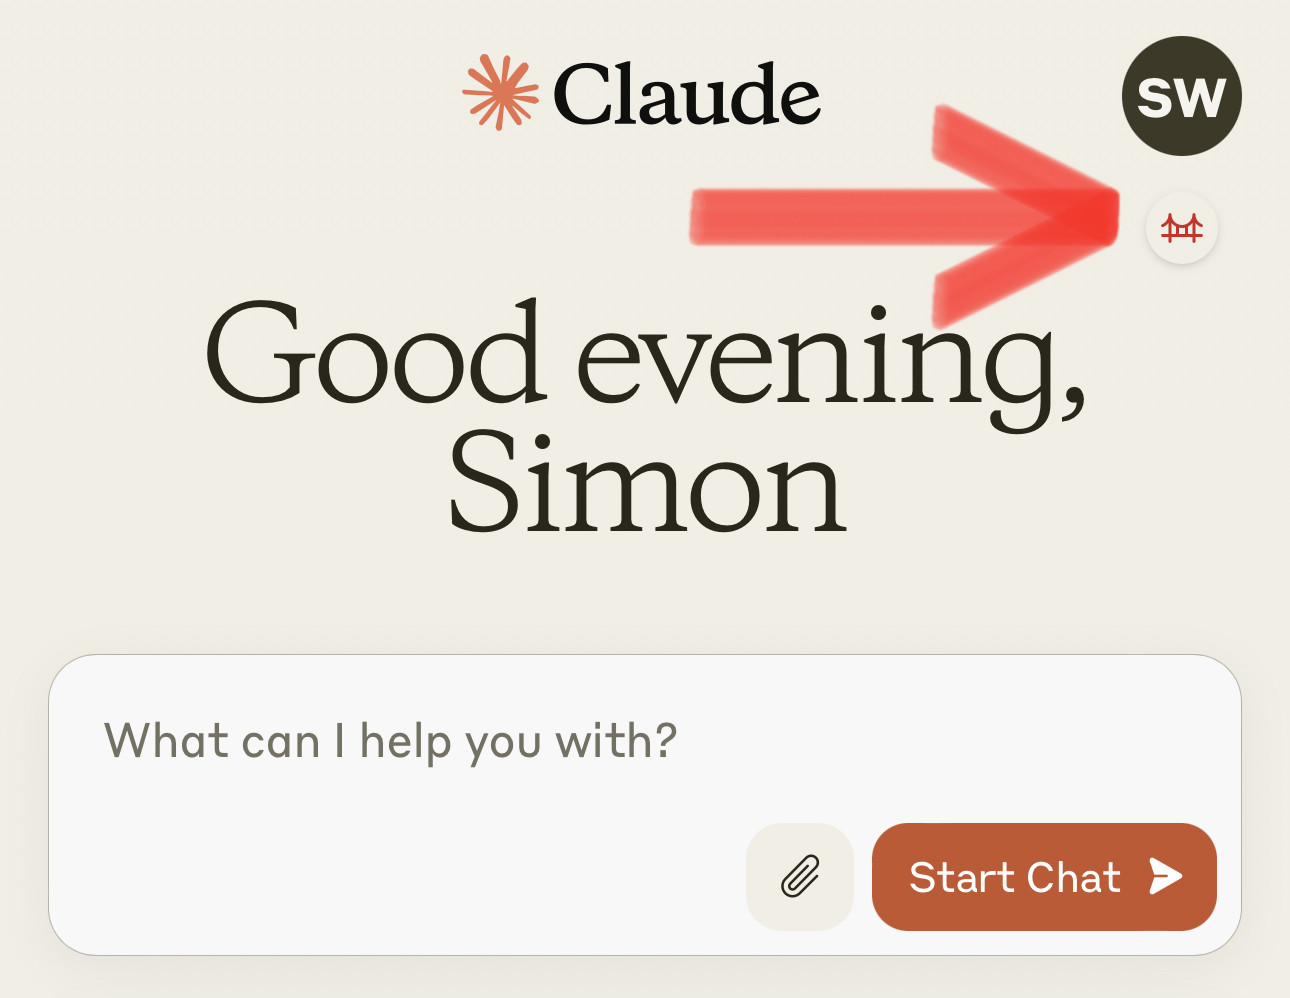 Claude
SW
Good evening,
Simon
What can I help you with?
Start Chat